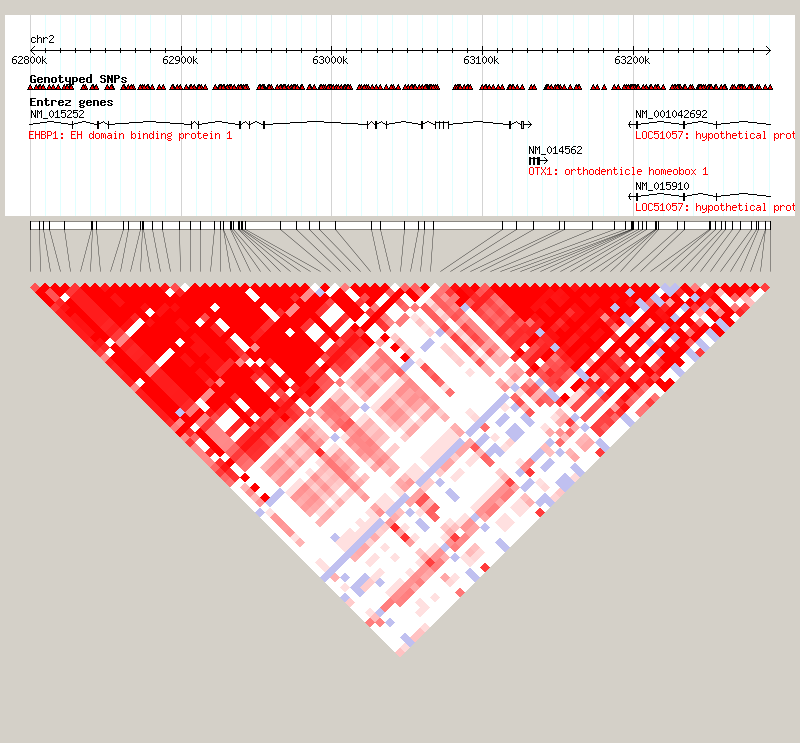 chr2
62800k 62900k 63000k 63100k 63200k
Genotyped SNPs
Entrez genes
NM_015252 NM_001042692
EHBP1: EH domain binding protein 1 LOC51057: hypothetical prot
NM_014562
OTX1: orthodenticle homeobox 1
NM_015910
LOC51057: hypothetical prot